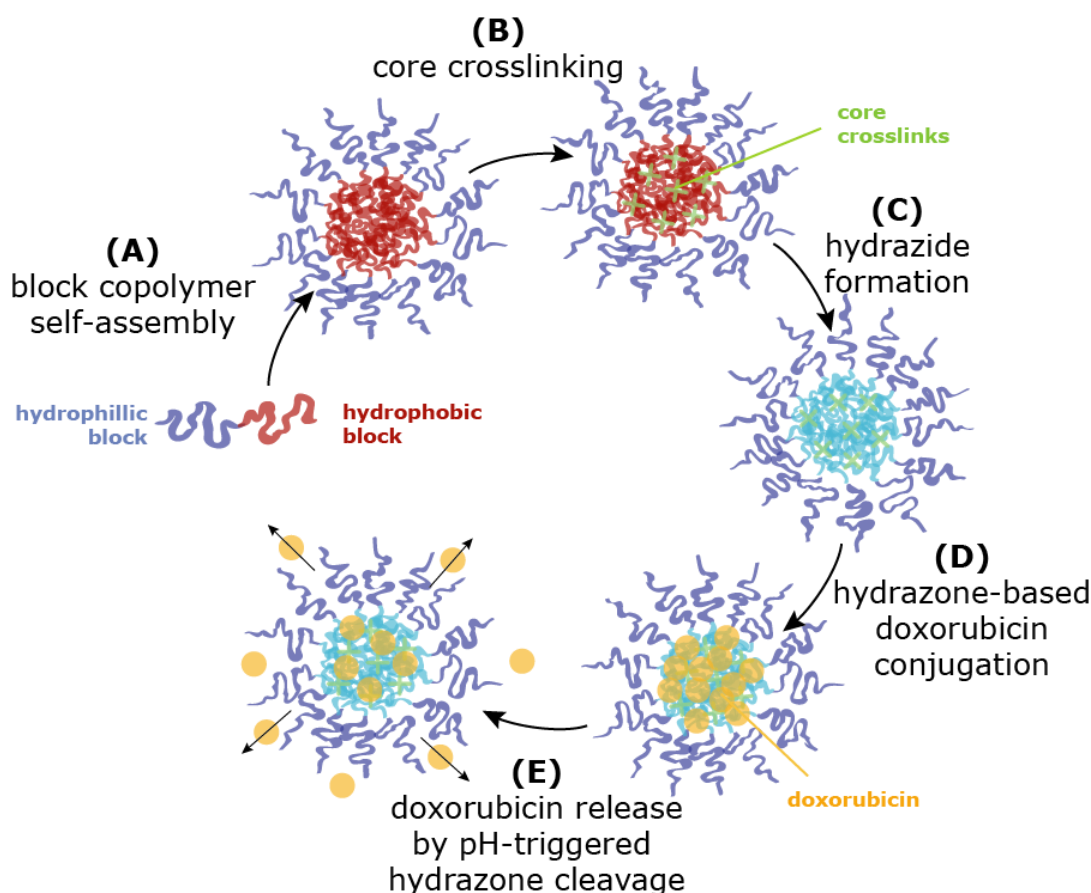 (A)
block copolymer
self-assembly
hydrophillic
block
hydrophobic
block
(B)
core crosslinking
core
crosslinks
(C)
hydrazide
formation
(D)
hydrazone-based
doxorubicin
conjugation
doxorubicin
(E)
doxorubicin release
by pH-triggered
hydrazone cleavage